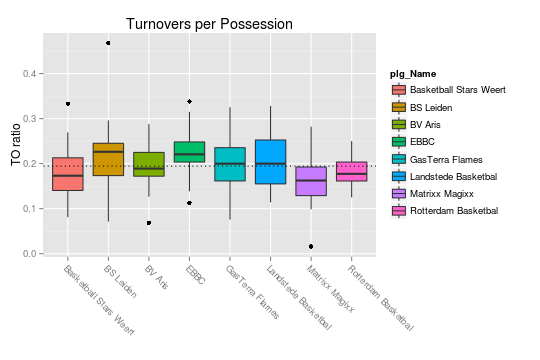 Turnovers per Possession
TO ratio
0.4
0.3
0.2
0.1
0.0
Basketball Stars Weert
BS Leiden
BV Aris
EBBC
GasTerra Flames
Landstede Basketbal
Matrixx Magixx
Rotterdam Basketbal
plg_Name
Basketball Stars Weert
BS Leiden
BV Aris
EBBC
GasTerra Flames
Landstede Basketbal
Matrixx Magixx
Rotterdam Basketbal